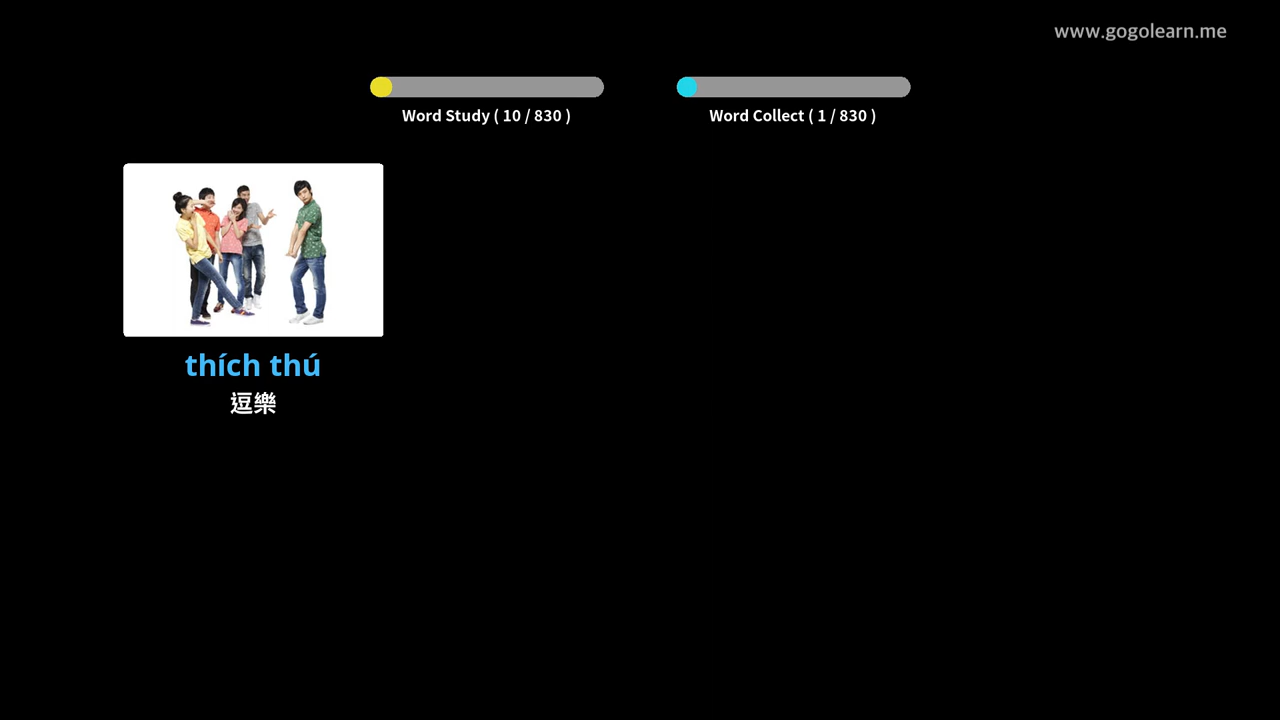 www.gogolearn.me
Word Study ( 10 / 830 )
Word Collect ( 1 / 830 )
thích thú
逗樂